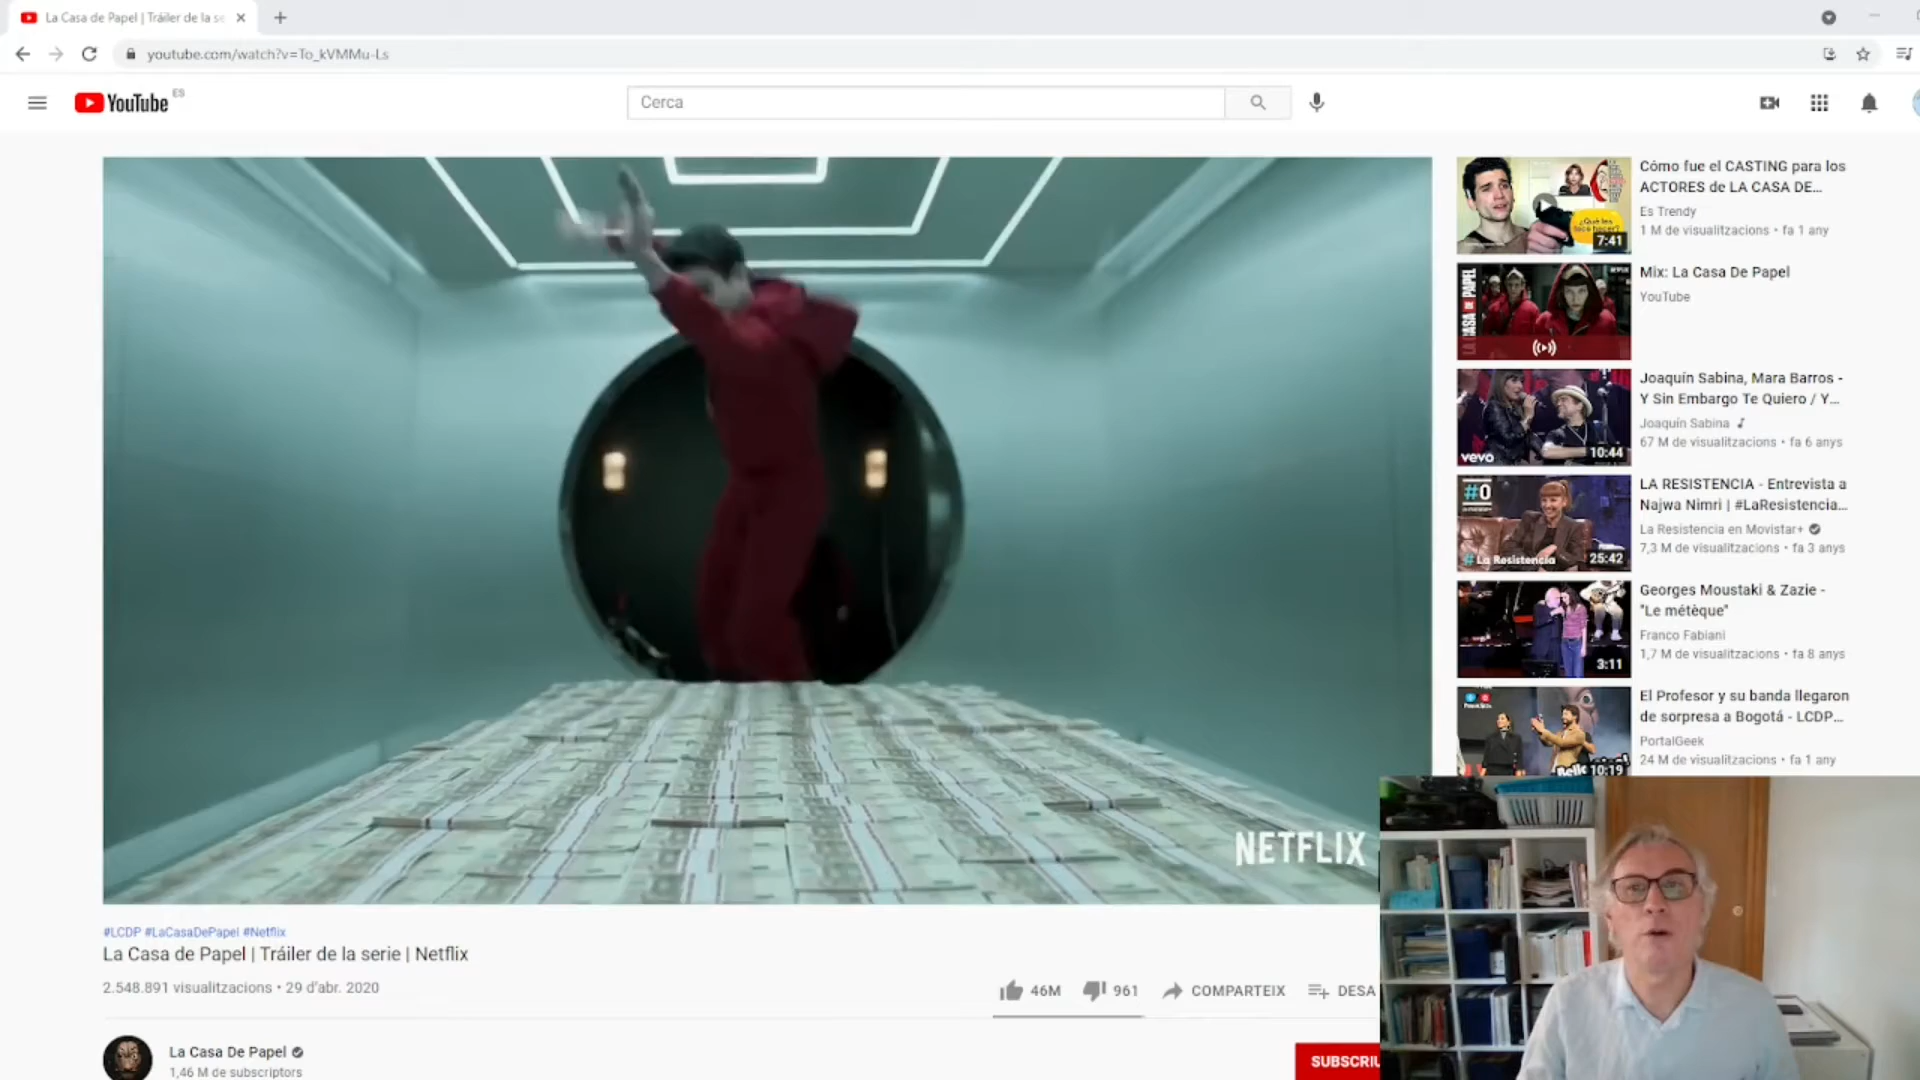 La Casa de Papel | Tráiler de la se
youtube.com/watch?v=To_kVMMu-Ls
YouTube ES
Cerca
NETFLIX
#LCDP #LaCasaDePapel #Netflix
La Casa de Papel | Tráiler de la serie | Netflix
2.548.891 visualitzacions • 29 d'abr. 2020
46M
961
COMPARTEIX
DESA
La Casa De Papel
1,46 M de subscriptors
SUBSCRIU
7:41
Cómo fue el CASTING para los
ACTORES de LA CASA DE...
Es Trendy
1 M de visualitzacions • fa 1 any
LA CASA DE PAPEL
Mix: La Casa De Papel
YouTube
vevo
10:44
Joaquín Sabina, Mara Barros -
Y Sin Embargo Te Quiero / Y...
Joaquín Sabina
67 M de visualitzacions • fa 6 anys
#0
#La Resistencia
25:42
LA RESISTENCIA - Entrevista a
Najwa Nimri | #LaResistencia...
La Resistencia en Movistar+
7,3 M de visualitzacions • fa 3 anys
3:11
Georges Moustaki & Zazie -
"Le métèque"
Franco Fabiani
1,7 M de visualitzacions • fa 8 anys
10:19
El Profesor y su banda llegaron
de sorpresa a Bogotá - LCDP...
PortalGeek
24 M de visualitzacions • fa 1 any